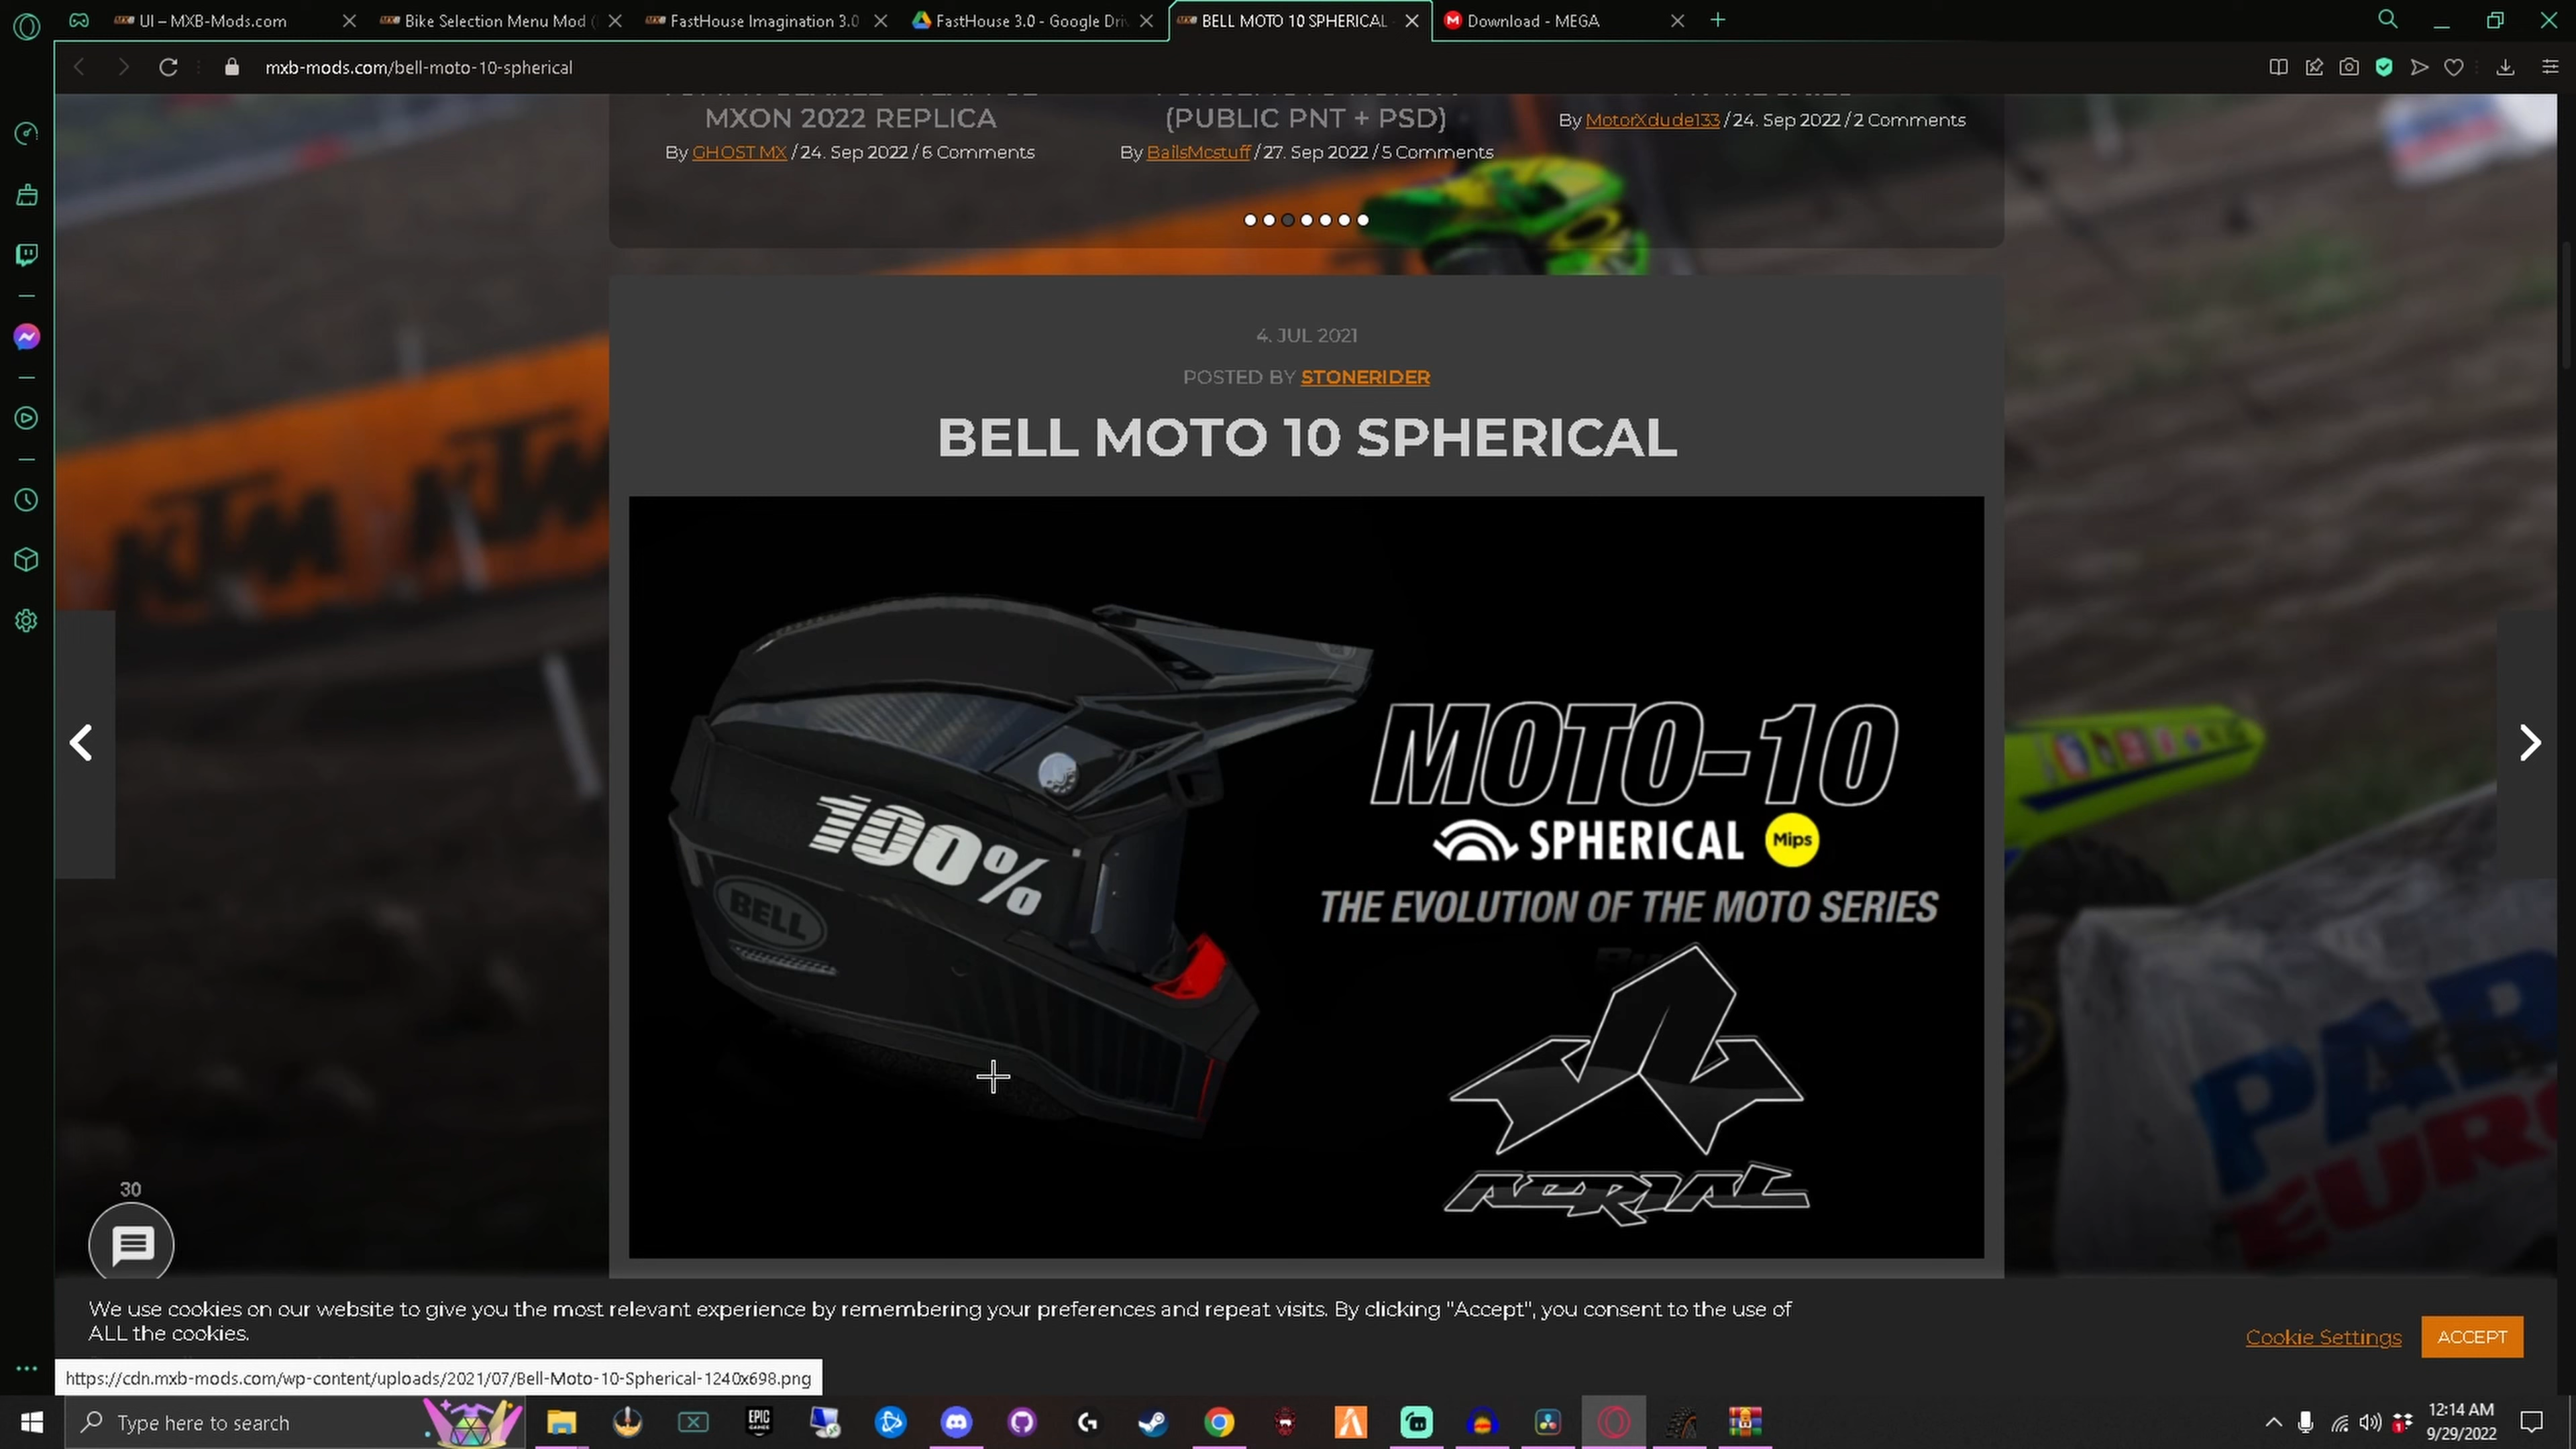 UI – MXB-Mods.com
Bike Selection Menu Mod (
FastHouse Imagination 3.0
FastHouse 3.0 - Google Driv
BELL MOTO 10 SPHERICAL
Download - MEGA
mxb-mods.com/bell-moto-10-spherical
MXON 2022 REPLICA
By GHOST MX / 24. Sep 2022 / 6 Comments
(PUBLIC PNT + PSD)
By BailsMcstuff / 27. Sep 2022 / 5 Comments
By MotorXdude133 / 24. Sep 2022 / 2 Comments
4. JUL 2021
POSTED BY STONERIDER
BELL MOTO 10 SPHERICAL
KTM KTM
100%
BELL
MOTO-10
SPHERICAL Mips
THE EVOLUTION OF THE MOTO SERIES
AERIAL
30
We use cookies on our website to give you the most relevant experience by remembering your preferences and repeat visits. By clicking "Accept", you consent to the use of
ALL the cookies.
Cookie Settings
ACCEPT
https://cdn.mxb-mods.com/wp-content/uploads/2021/07/Bell-Moto-10-Spherical-1240x698.png
Type here to search
EPIC
GAMES
12:14 AM
9/29/2022